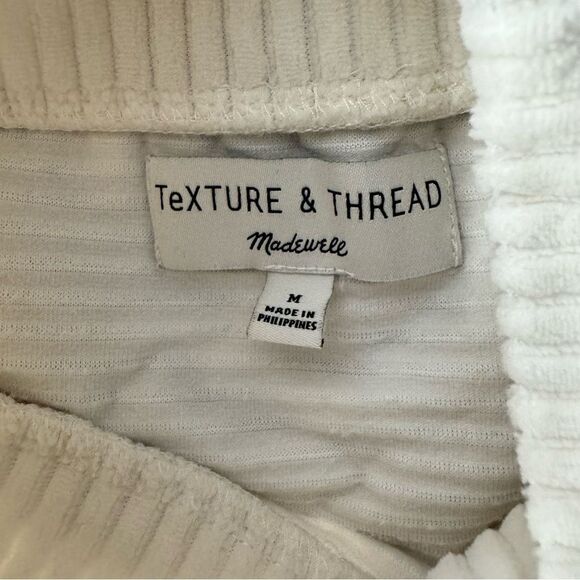 TeXTURE & THREAD
Madewell
M
MADE IN
PHILIPPINES